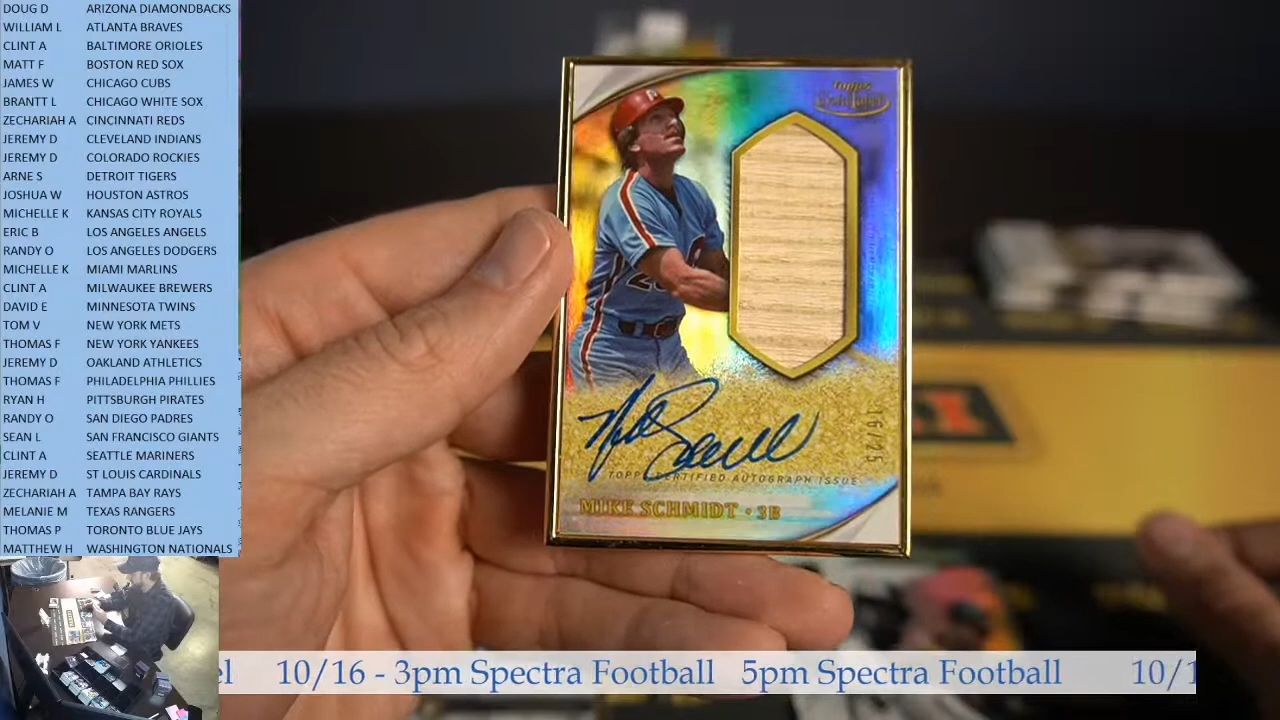 DOUG D ARIZONA DIAMONDBACKS
WILLIAM L ATLANTA BRAVES
CLINT A BALTIMORE ORIOLES
MATT F BOSTON RED SOX
JAMES W CHICAGO CUBS
BRANTT L CHICAGO WHITE SOX
ZECHARIAH A CINCINNATI REDS
JEREMY D CLEVELAND INDIANS
JEREMY D COLORADO ROCKIES
ARNE S DETROIT TIGERS
JOSHUA W HOUSTON ASTROS
MICHELLE K KANSAS CITY ROYALS
ERIC B LOS ANGELES ANGELS
RANDY O LOS ANGELES DODGERS
MICHELLE K MIAMI MARLINS
CLINT A MILWAUKEE BREWERS
DAVID E MINNESOTA TWINS
TOM V NEW YORK METS
THOMAS F NEW YORK YANKEES
JEREMY D OAKLAND ATHLETICS
THOMAS F PHILADELPHIA PHILLIES
RYAN H PITTSBURGH PIRATES
RANDY O SAN DIEGO PADRES
SEAN L SAN FRANCISCO GIANTS
CLINT A SEATTLE MARINERS
JEREMY D ST LOUIS CARDINALS
ZECHARIAH A TAMPA BAY RAYS
MELANIE M TEXAS RANGERS
THOMAS P TORONTO BLUE JAYS
MATTHEW H WASHINGTON NATIONALS
Topps
Gold Label
16/25
TOPPS CERTIFIED AUTOGRAPH ISSUE
MIKE SCHMIDT • 3B
el 10/16 - 3pm Spectra Football 5pm Spectra Football 10/1